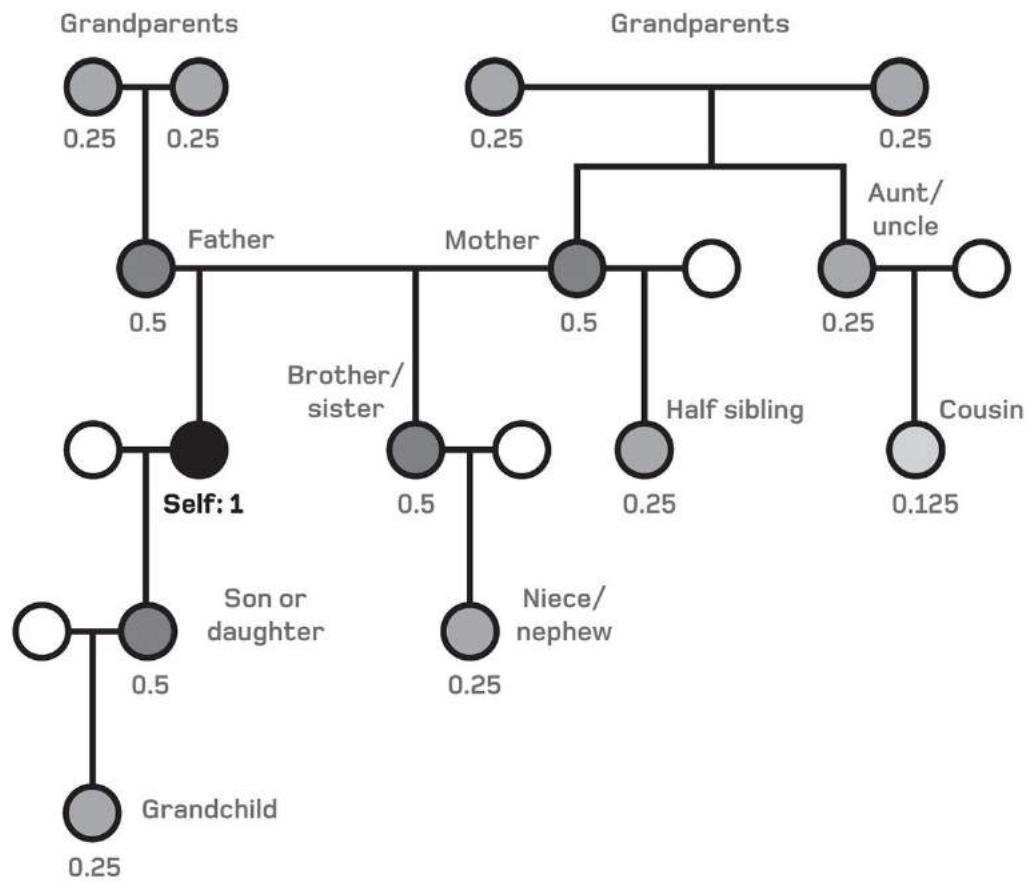 Grandparents
Grandparents
0.25
0.25
0.25
0.25
Aunt/
uncle
Father
Mother
0.5
0.5
0.25
Brother/
sister
Half sibling
Cousin
Self: 1
0.5
0.25
0.125
Son or
daughter
Niece/
nephew
0.5
0.25
Grandchild
0.25